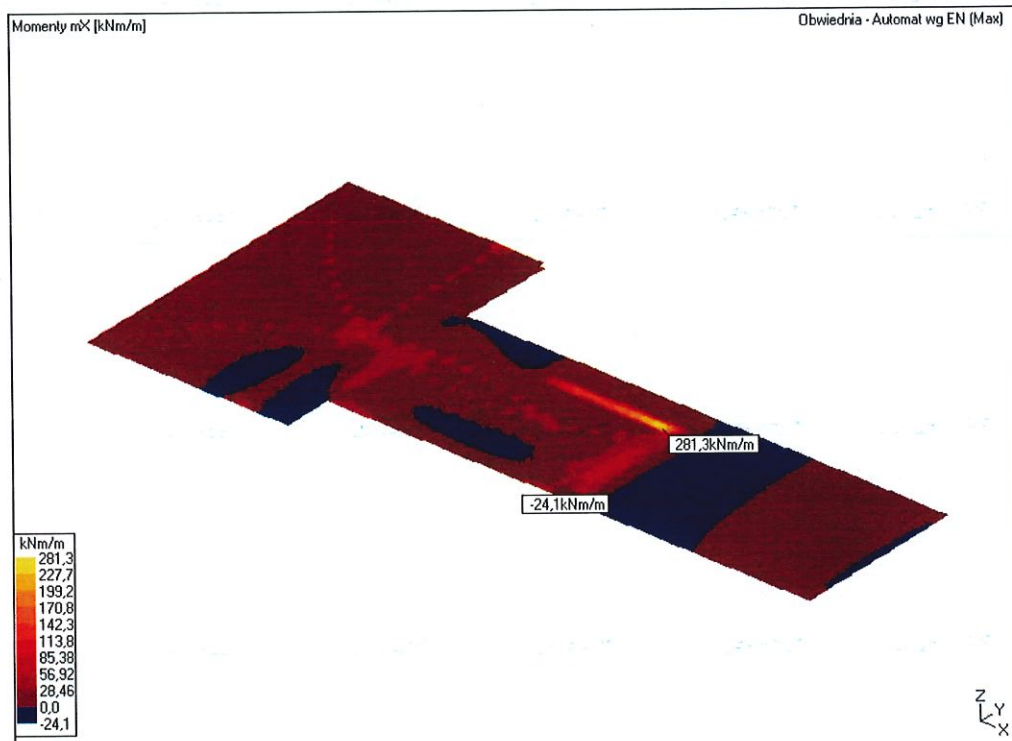 Momenty mX [kNm/m]
Obwiednia - Automat wg EN (Max)
281,3kNm/m
-24,1kNm/m
kNm/m
281,3
227,7
199,2
170,8
142,3
113,8
85,38
56,92
28,46
0,0
-24,1
Z
Y
X